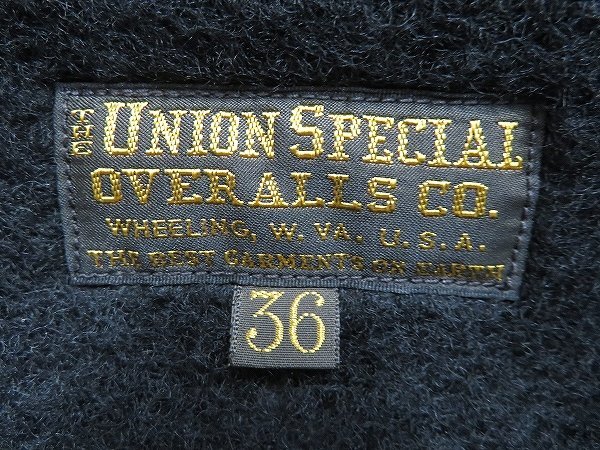 THE UNION SPECIAL
OVERALLS CO.
WHEELING, W. VA. U.S.A.
THE BEST GARMENTS ON EARTH
36